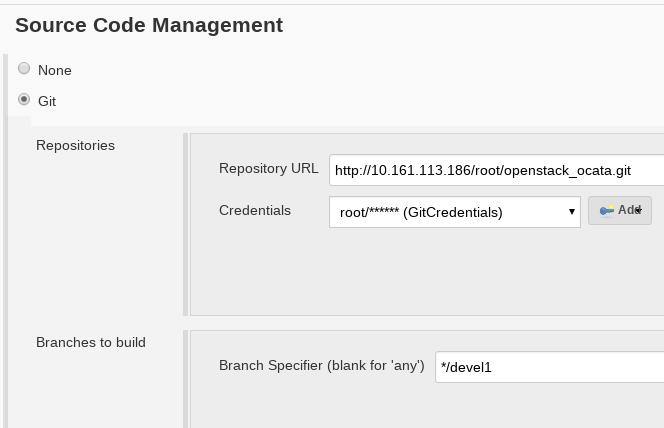 Source Code Management
None
Git
Repositories
Repository URL http://10.161.113.186/root/openstack_ocata.git
Credentials root/****** (GitCredentials) Add
Branches to build
Branch Specifier (blank for 'any') */devel1